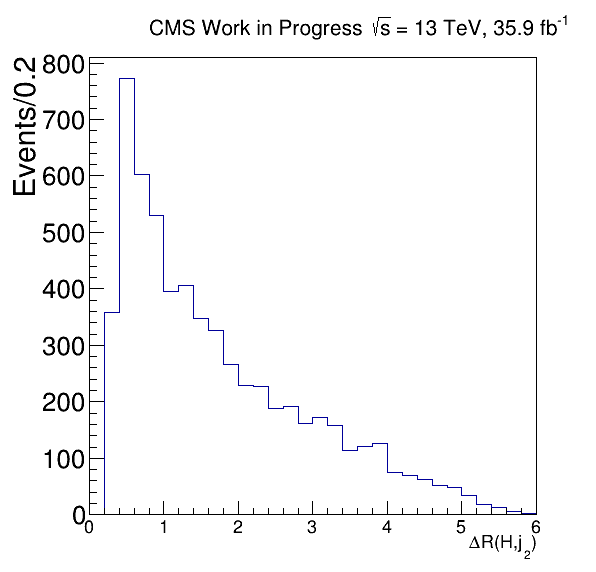 CMS Work in Progress √s = 13 TeV, 35.9 fb⁻¹
Events/0.2
800
700
600
500
400
300
200
100
0
0 1 2 3 4 5 6
ΔR(H,j₂)